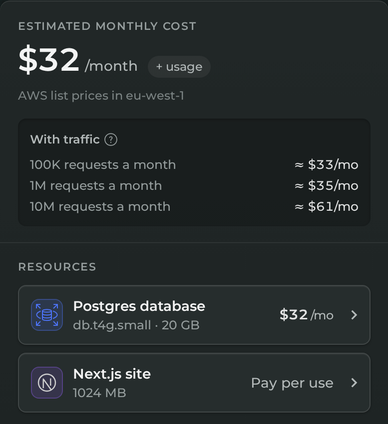 ESTIMATED MONTHLY COST
$32 /month + usage
AWS list prices in eu-west-1
With traffic ?
100K requests a month ≈ $33/mo
1M requests a month ≈ $35/mo
10M requests a month ≈ $61/mo
RESOURCES
Postgres database
db.t4g.small · 20 GB
$32 /mo
Next.js site
1024 MB
Pay per use